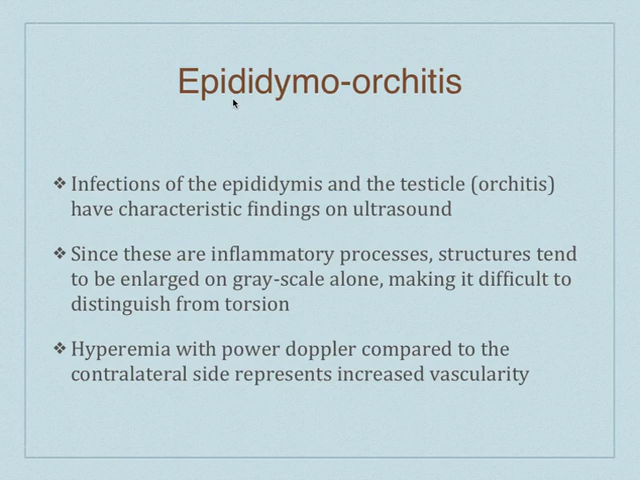 Epididymo-orchitis
❖ Infections of the epididymis and the testicle (orchitis)
have characteristic findings on ultrasound
❖ Since these are inflammatory processes, structures tend
to be enlarged on gray-scale alone, making it difficult to
distinguish from torsion
❖ Hyperemia with power doppler compared to the
contralateral side represents increased vascularity